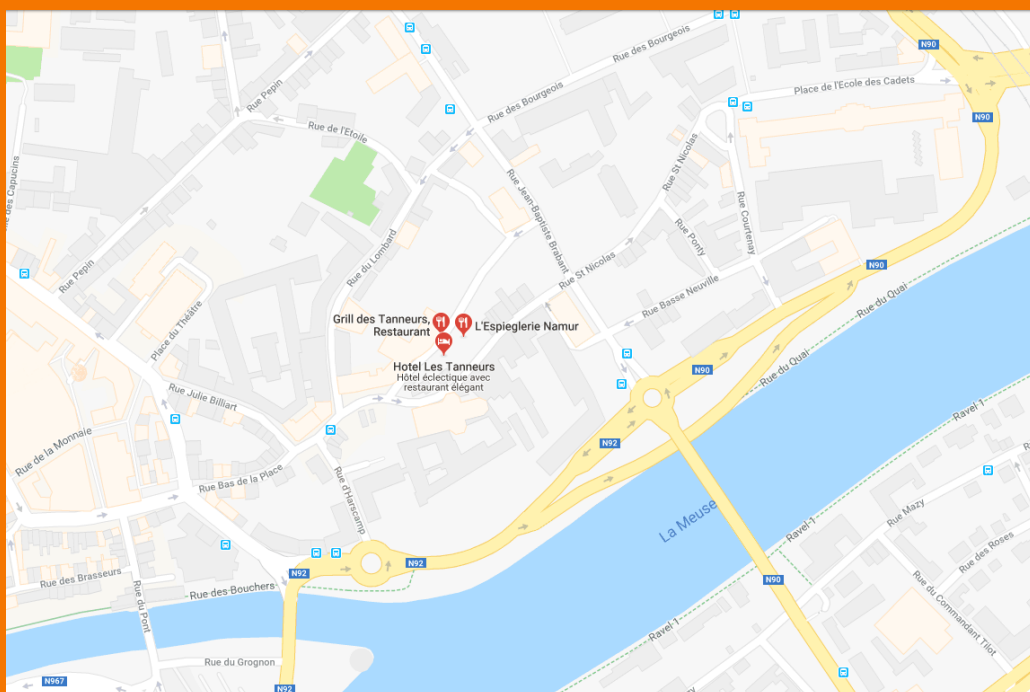 Rue des Bourgeois
N90
Rue Pepin
Place de l'Ecole des Cadets
Rue des Bourgeois
N90
Rue de l'Etoile
Rue St Nicolas
Rue Jean-Baptiste Brabant
Rue Courtenay
Rue Ponty
Rue du Lombard
Rue Pepin
Rue St Nicolas
N90
Rue du Quai
Rue Basse Neuville
Place du Théâtre
Grill des Tanneurs,
Restaurant
L'Espieglerie Namur
Hotel Les Tanneurs
Hôtel éclectique avec
restaurant élégant
Rue du Quai
N90
Rue Julie Billiart
Ravel 1
Rue de la Monnaie
N92
Rue Bas de la Place
Rue d'Harscamp
La Meuse
Ravel 1
Rue Mazy
Rue des Roses
N92
N92
N90
Rue des Brasseurs
Rue des Bouchers
Rue du Pont
Rue du Commandant Tilot
Ravel 1
Rue du Grognon
N967
N92